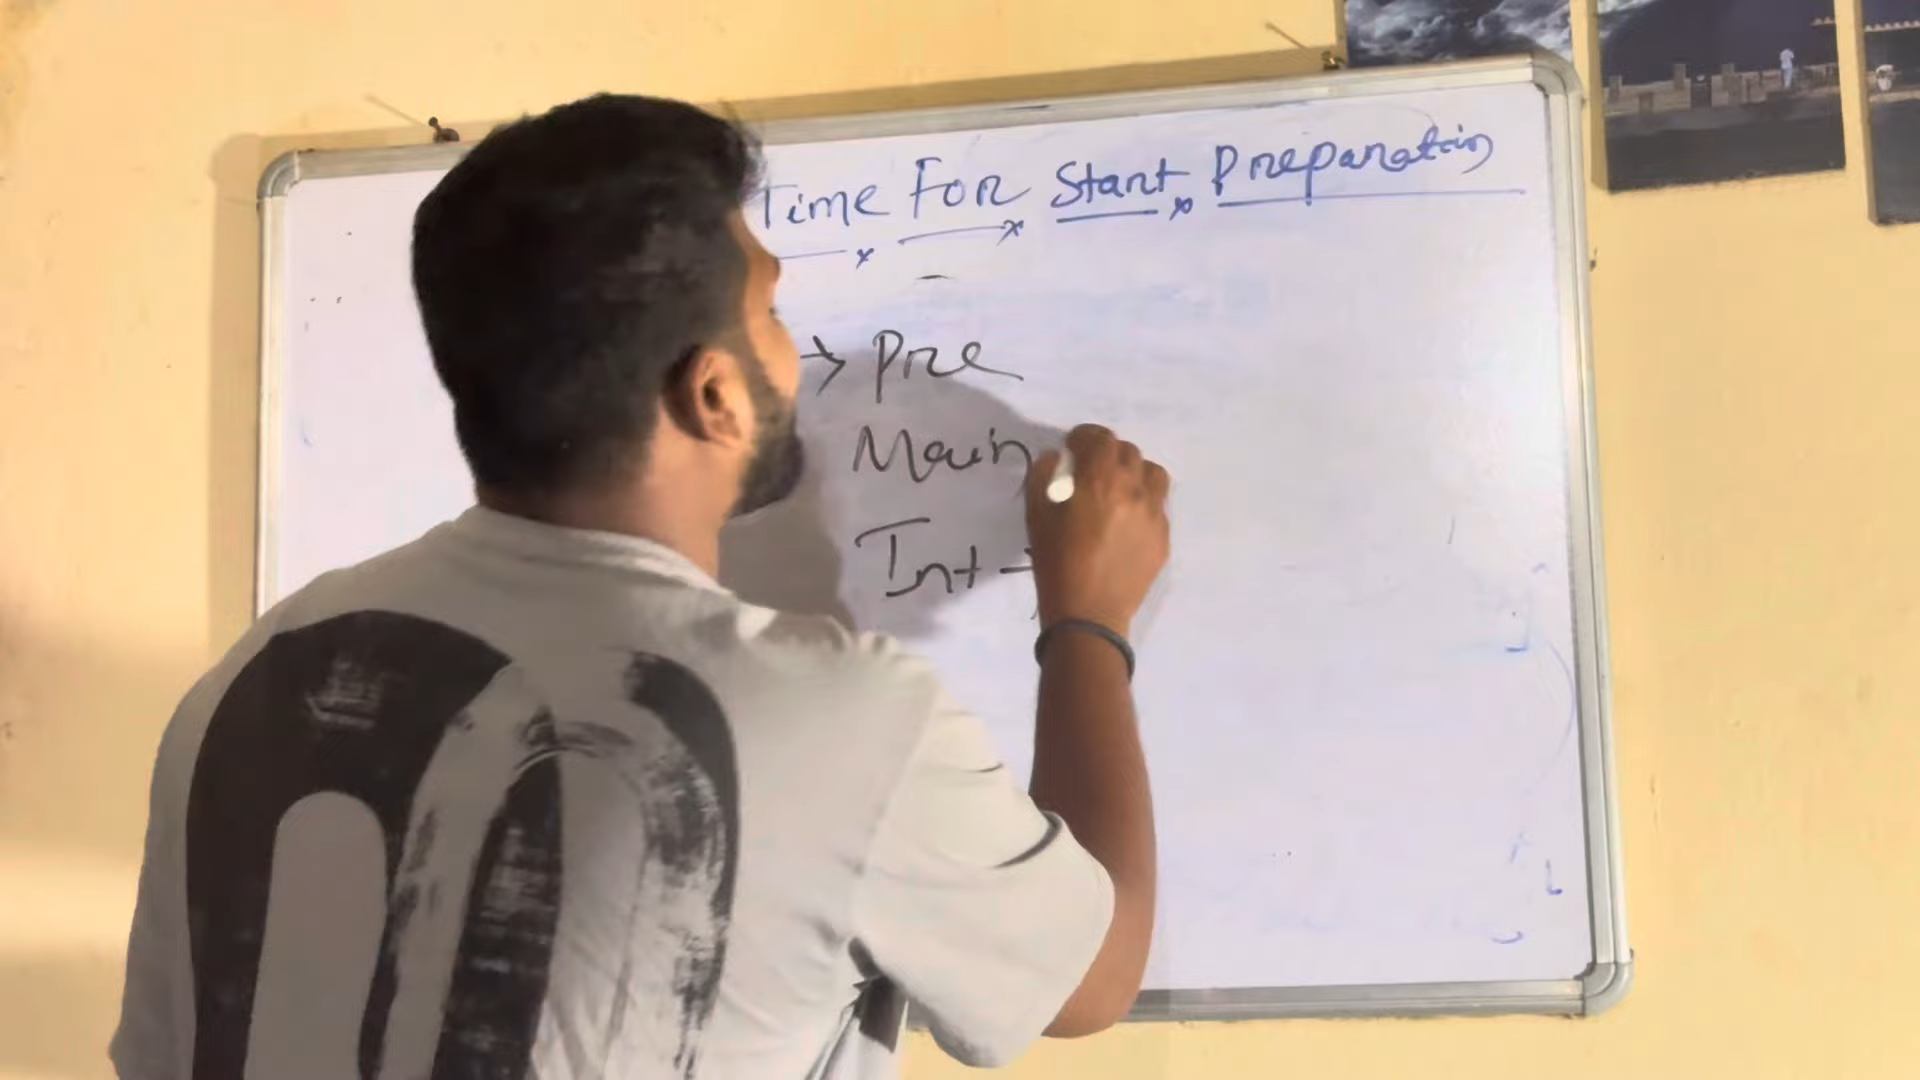 Time For Start Preparation
→ Pre
Main
Int →